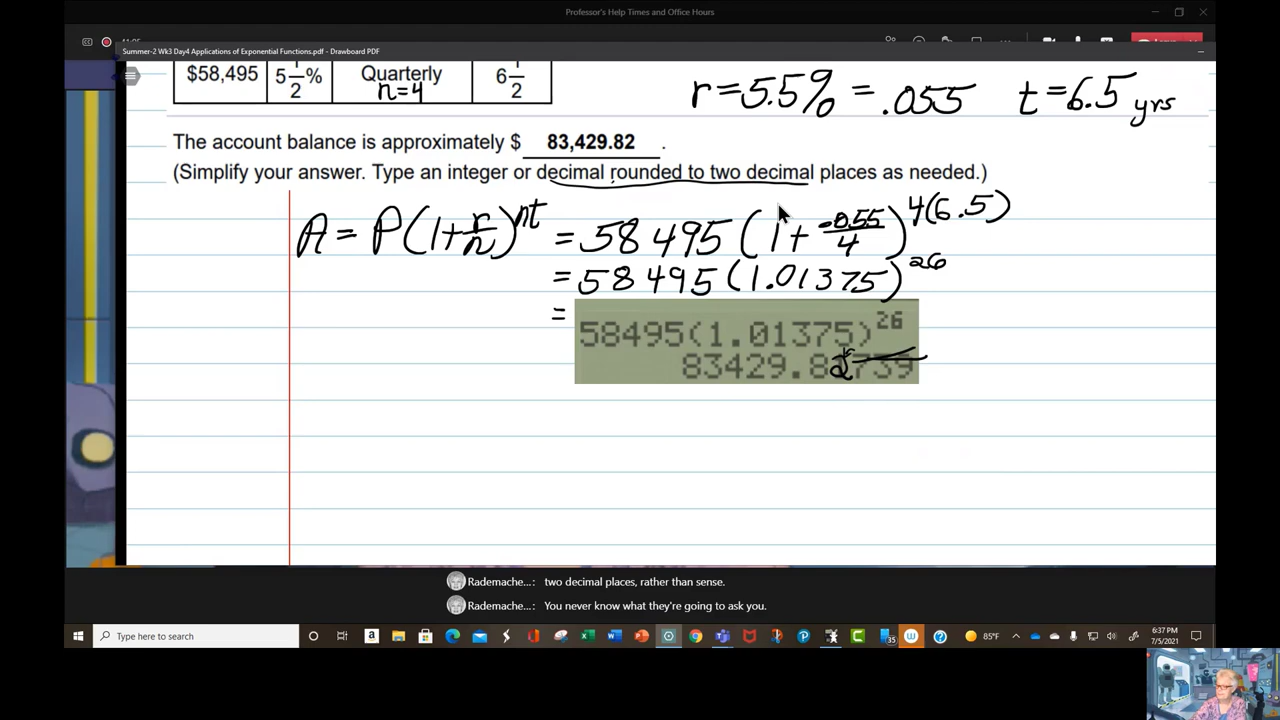 Professor's Help Times and Office Hours
Summer-2 Wk3 Day4 Applications of Exponential Functions.pdf - Drawboard PDF
$58,495 5 1/2 % Quarterly n=4 6 1/2
r = 5.5% = .055 t = 6.5 yrs
The account balance is approximately $ 83,429.82 .
(Simplify your answer. Type an integer or decimal rounded to two decimal places as needed.)
A = P(1+r/n)^nt = 58495(1+.055/4)^4(6.5)
= 58495(1.01375)^26
=
58495(1.01375)^26
83429.82739
Rademache...: two decimal places, rather than sense.
Rademache...: You never know what they're going to ask you.
Type here to search
35
85°F
6:37 PM
7/5/2021